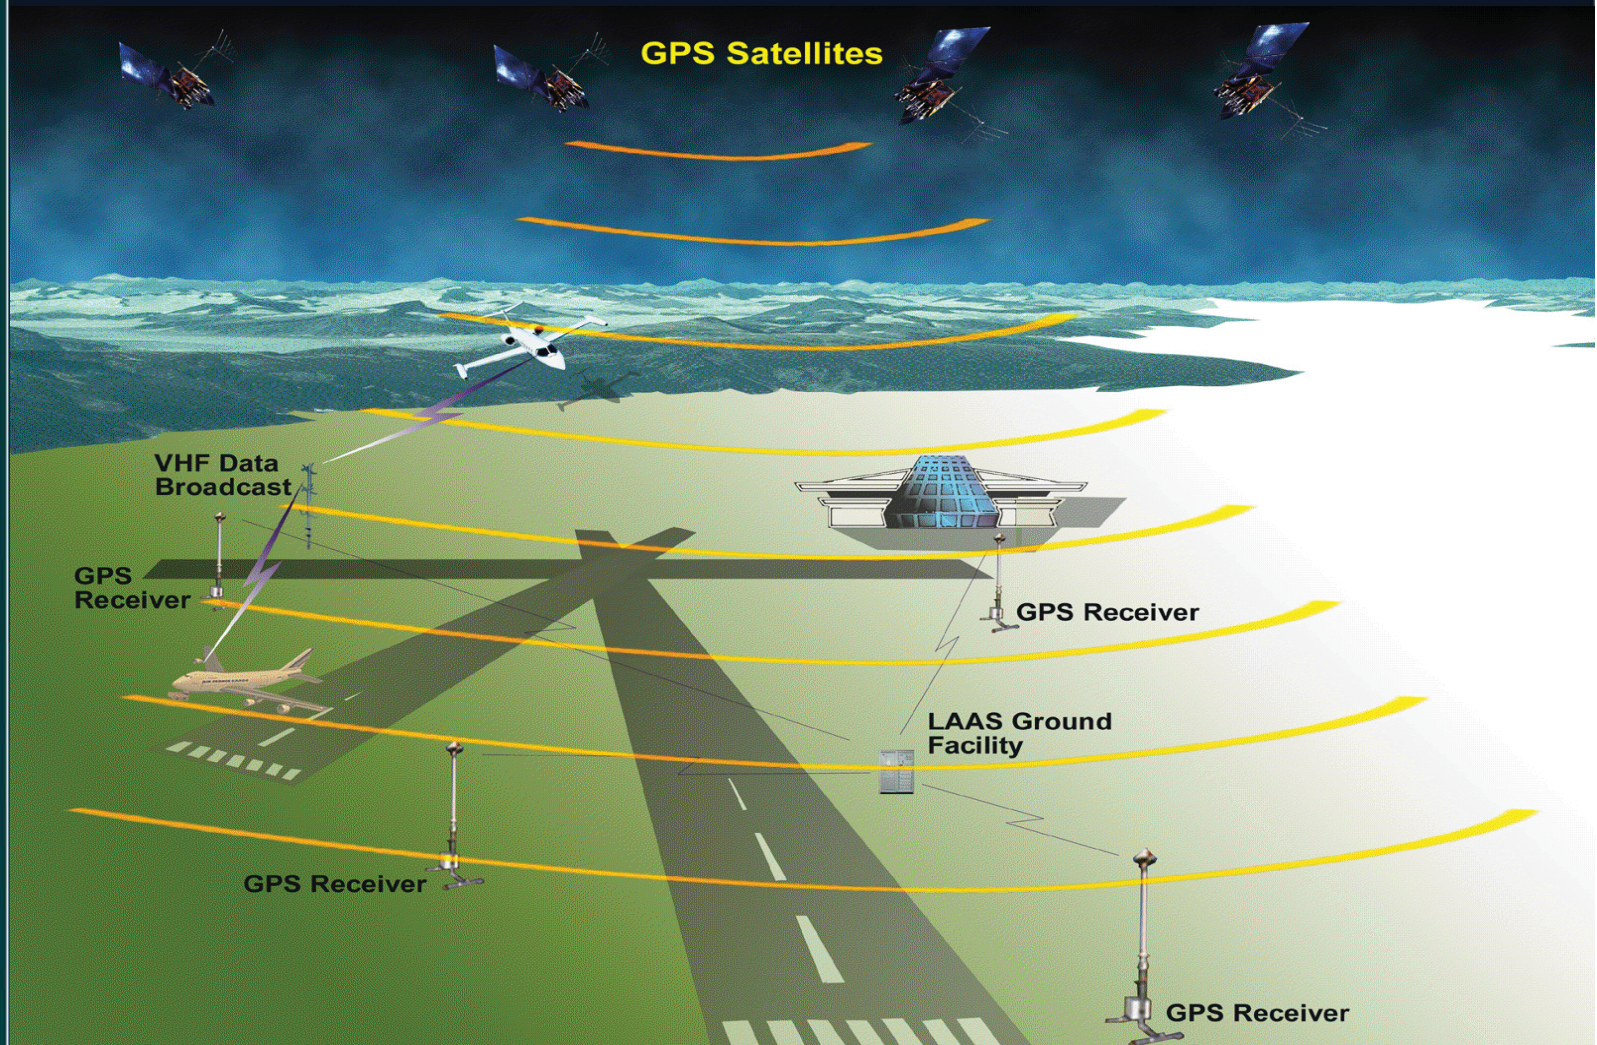 GPS Satellites
VHF Data
Broadcast
GPS
Receiver
GPS Receiver
LAAS Ground
Facility
GPS Receiver
GPS Receiver